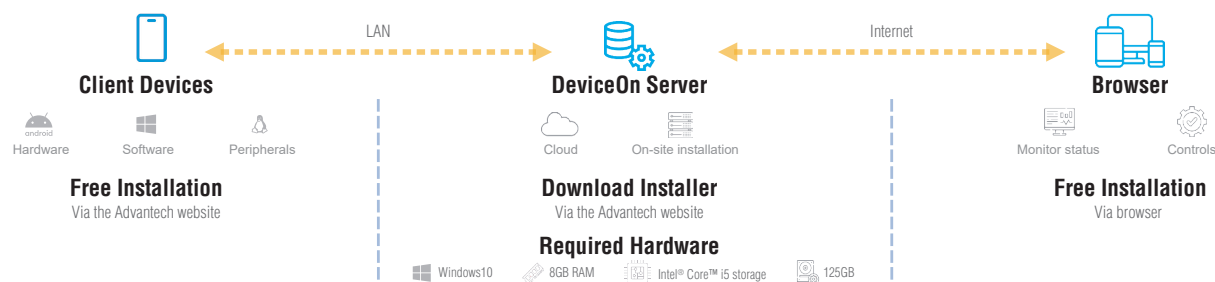 LAN
Internet
Client Devices
DeviceOn Server
Browser
android
Hardware
Software
Peripherals
Cloud
On-site installation
Monitor status
Controls
Free Installation
Via the Advantech website
Download Installer
Via the Advantech website
Free Installation
Via browser
Required Hardware
Windows10
8GB RAM
Intel® Core™ i5 storage
125GB